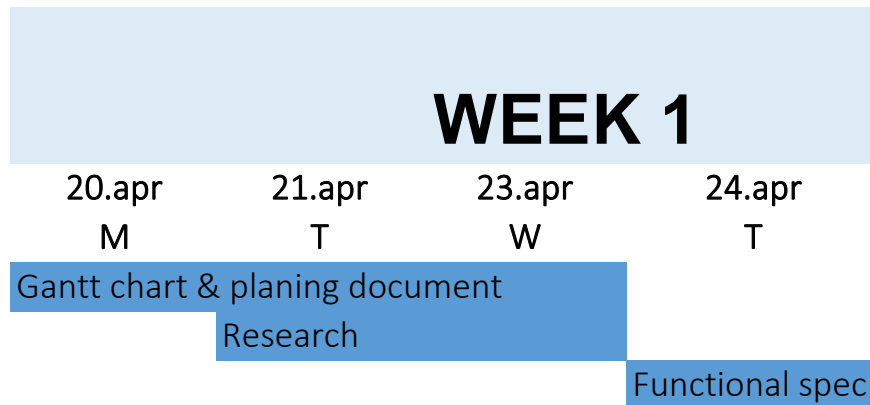 WEEK 1
20.apr 21.apr 23.apr 24.apr
M T W T
Gantt chart & planing document
Research
Functional spec